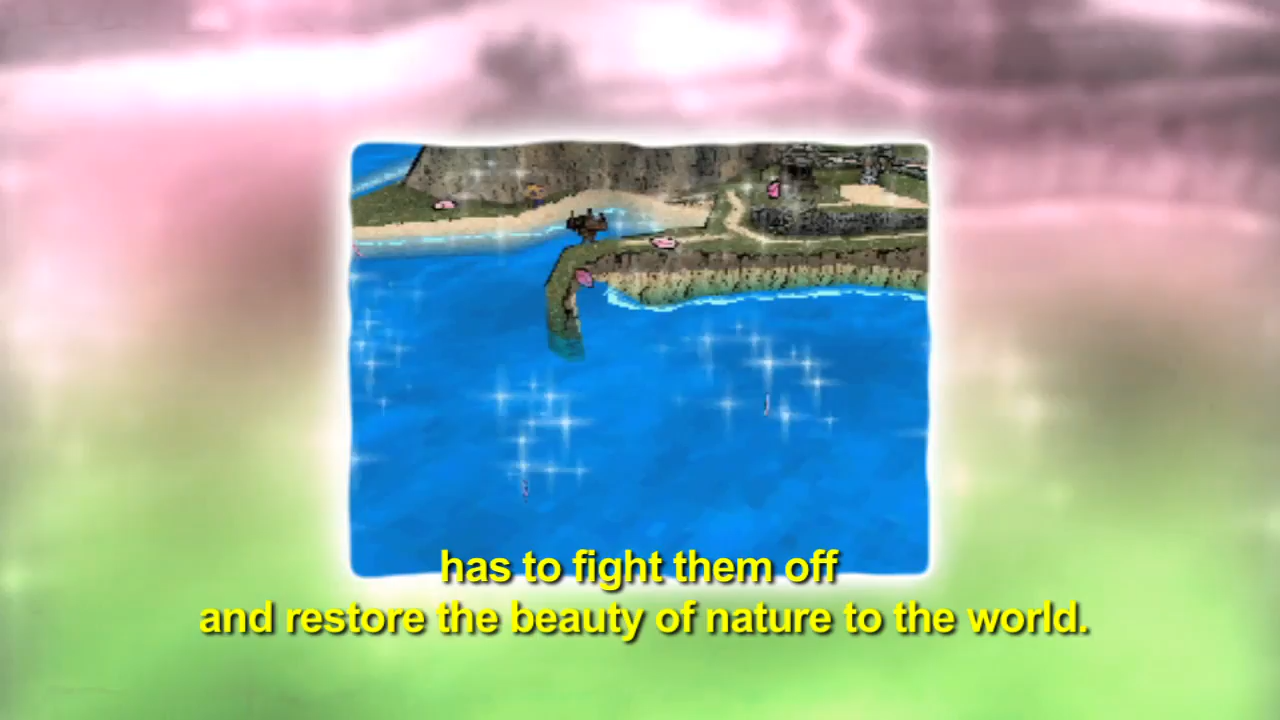 has to fight them off
and restore the beauty of nature to the world.